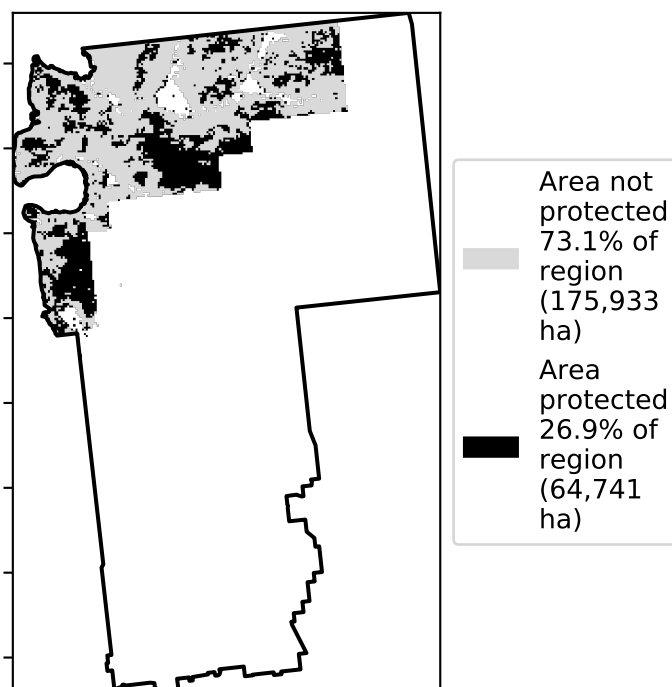 Area not
protected
73.1% of
region
(175,933
ha)
Area
protected
26.9% of
region
(64,741
ha)